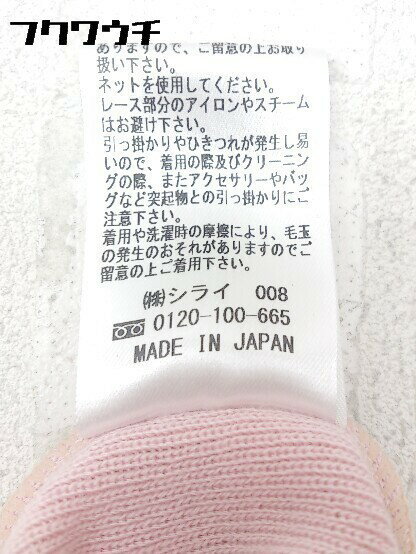 フクワウチ
ありますので、ご留意の上お取り
扱い下さい。
ネットを使用してください。
レース部分のアイロンやスチーム
はお避け下さい。
引っ掛かりやひきつれが発生し易
いので、着用の際及びクリーニン
グの際、またアクセサリーやバッ
グなど突起物との引っ掛かりにご
注意下さい。
着用や洗濯時の摩擦により、毛玉
の発生のおそれがありますのでご
留意の上ご着用下さい。
㈱シライ 008
0120-100-665
MADE IN JAPAN